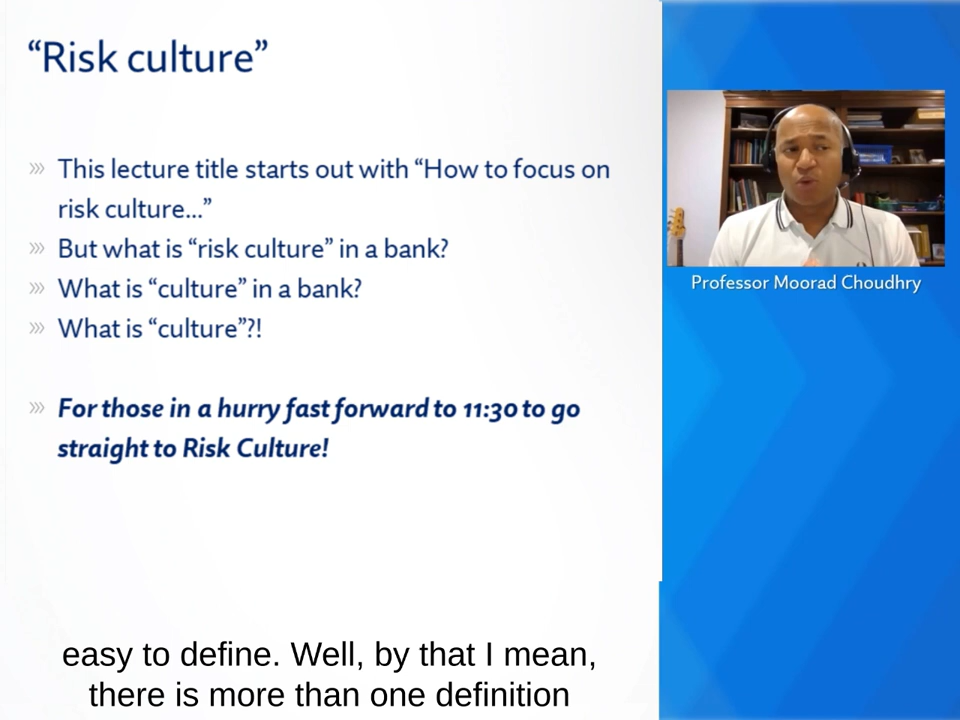 “Risk culture”
This lecture title starts out with “How to focus on
risk culture...”
But what is “risk culture” in a bank?
What is “culture” in a bank?
What is “culture”?!
For those in a hurry fast forward to 11:30 to go
straight to Risk Culture!
Professor Moorad Choudhry
easy to define. Well, by that I mean,
there is more than one definition